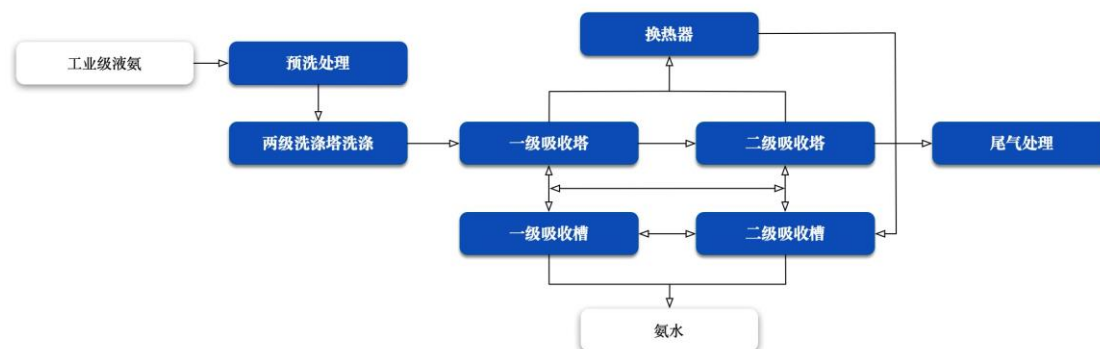 换热器
工业级液氨
预洗处理
两级洗涤塔洗涤
一级吸收塔
二级吸收塔
尾气处理
一级吸收槽
二级吸收槽
氨水